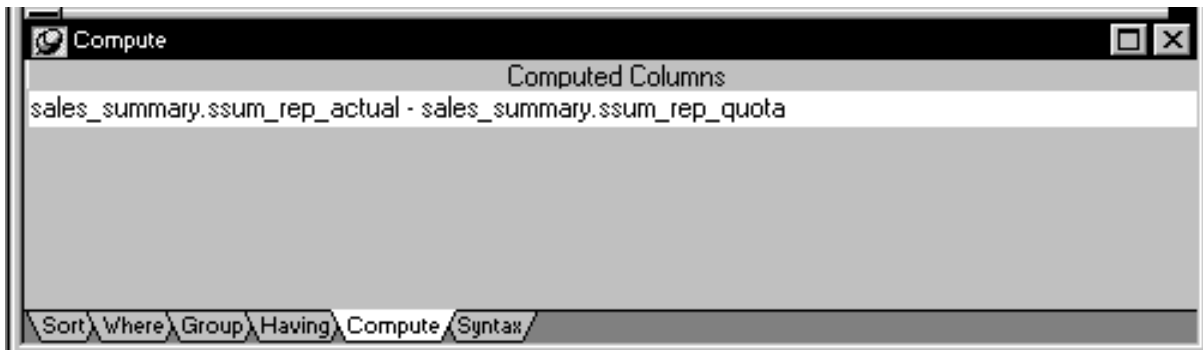 Compute
Computed Columns
sales_summary.ssum_rep_actual - sales_summary.ssum_rep_quota
Sort Where Group Having Compute Syntax